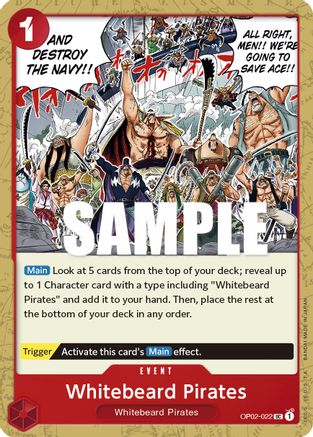 1
AND
DESTROY
THE NAVY!!
ALL RIGHT,
MEN!! WE'RE
GOING TO
SAVE ACE!!
SAMPLE
Main Look at 5 cards from the top of your deck; reveal up
to 1 Character card with a type including "Whitebeard
Pirates" and add it to your hand. Then, place the rest at
the bottom of your deck in any order.
Trigger Activate this card's Main effect.
EVENT
Whitebeard Pirates
Whitebeard Pirates
OP02-022 UC 1